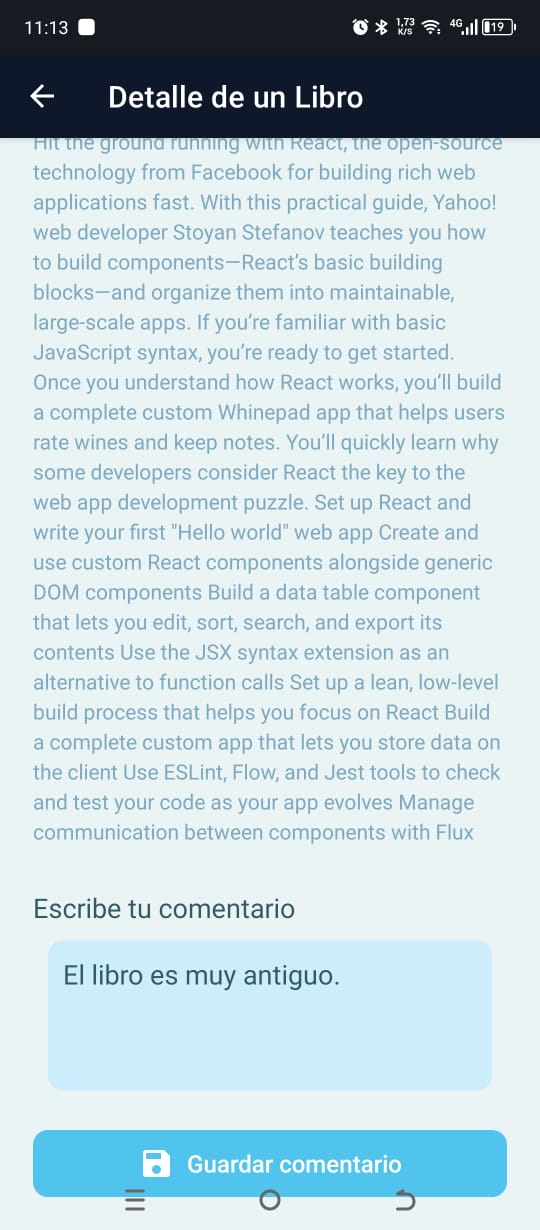 11:13
1,73
K/S
4G
19
Detalle de un Libro
Hit the ground running with React, the open-source
technology from Facebook for building rich web
applications fast. With this practical guide, Yahoo!
web developer Stoyan Stefanov teaches you how
to build components—React’s basic building
blocks—and organize them into maintainable,
large-scale apps. If you’re familiar with basic
JavaScript syntax, you’re ready to get started.
Once you understand how React works, you’ll build
a complete custom Whinepad app that helps users
rate wines and keep notes. You’ll quickly learn why
some developers consider React the key to the
web app development puzzle. Set up React and
write your first "Hello world" web app Create and
use custom React components alongside generic
DOM components Build a data table component
that lets you edit, sort, search, and export its
contents Use the JSX syntax extension as an
alternative to function calls Set up a lean, low-level
build process that helps you focus on React Build
a complete custom app that lets you store data on
the client Use ESLint, Flow, and Jest tools to check
and test your code as your app evolves Manage
communication between components with Flux
Escribe tu comentario
El libro es muy antiguo.
Guardar comentario